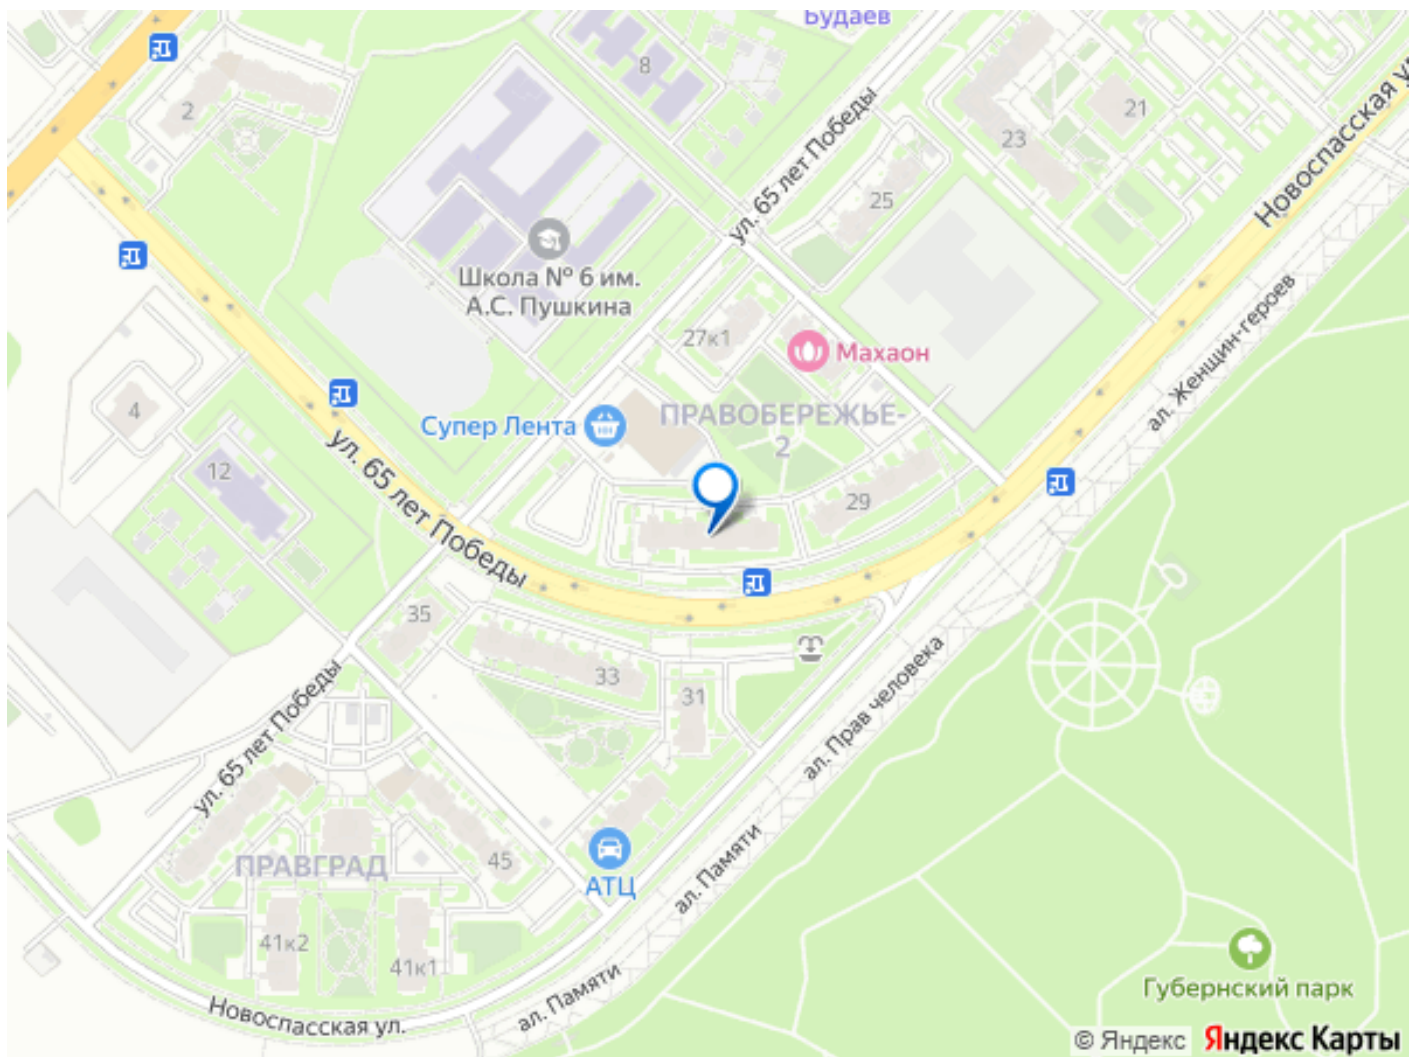 Будаев
8
2
21
23
Новоспасская ул
ул. 65 лет Победы
25
Школа № 6 им.
А.С. Пушкина
ал. Женщин-героев
27к1
Махаон
4
Супер Лента
ПРАВОБЕРЕЖЬЕ-
2
12
ул. 65 лет Победы
29
35
33
31
ал. Прав человека
ул. 65 лет Победы
ПРАВГРАД
45
АТЦ
ал. Памяти
41к2
41к1
Новоспасская ул.
ал. Памяти
Губернский парк
© Яндекс Яндекс Карты